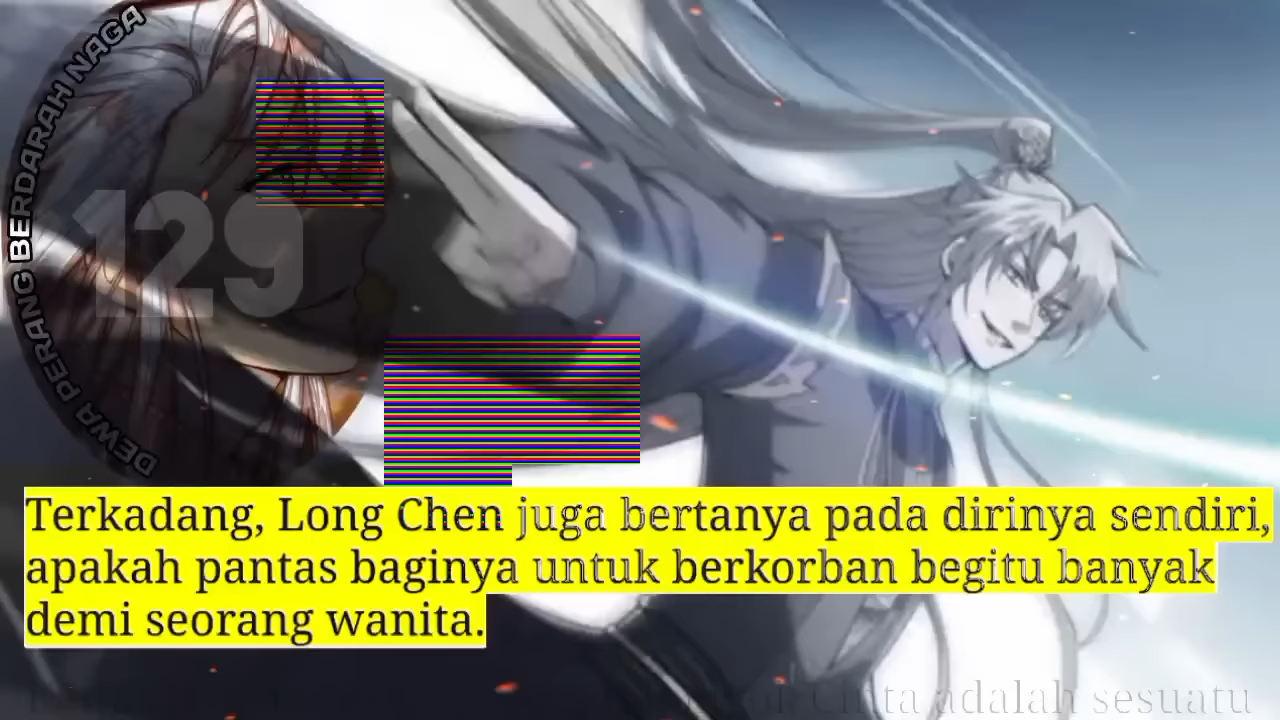 DEWA PERANG BERDARAH NAGA
129
Terkadang, Long Chen juga bertanya pada dirinya sendiri,
apakah pantas baginya untuk berkorban begitu banyak
demi seorang wanita.
cinta adalah sesuatu